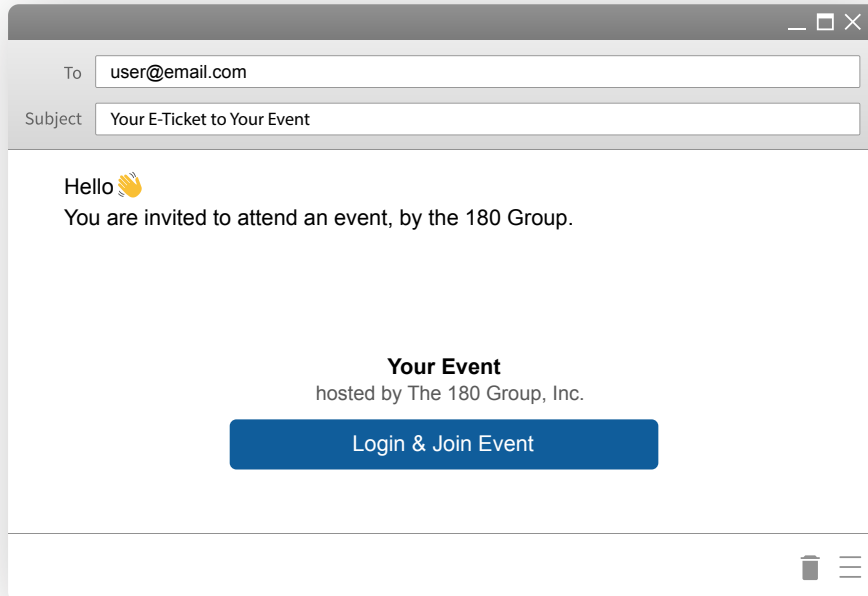 To user@email.com
Subject Your E-Ticket to Your Event
Hello👋
You are invited to attend an event, by the 180 Group.
Your Event
hosted by The 180 Group, Inc.
Login & Join Event